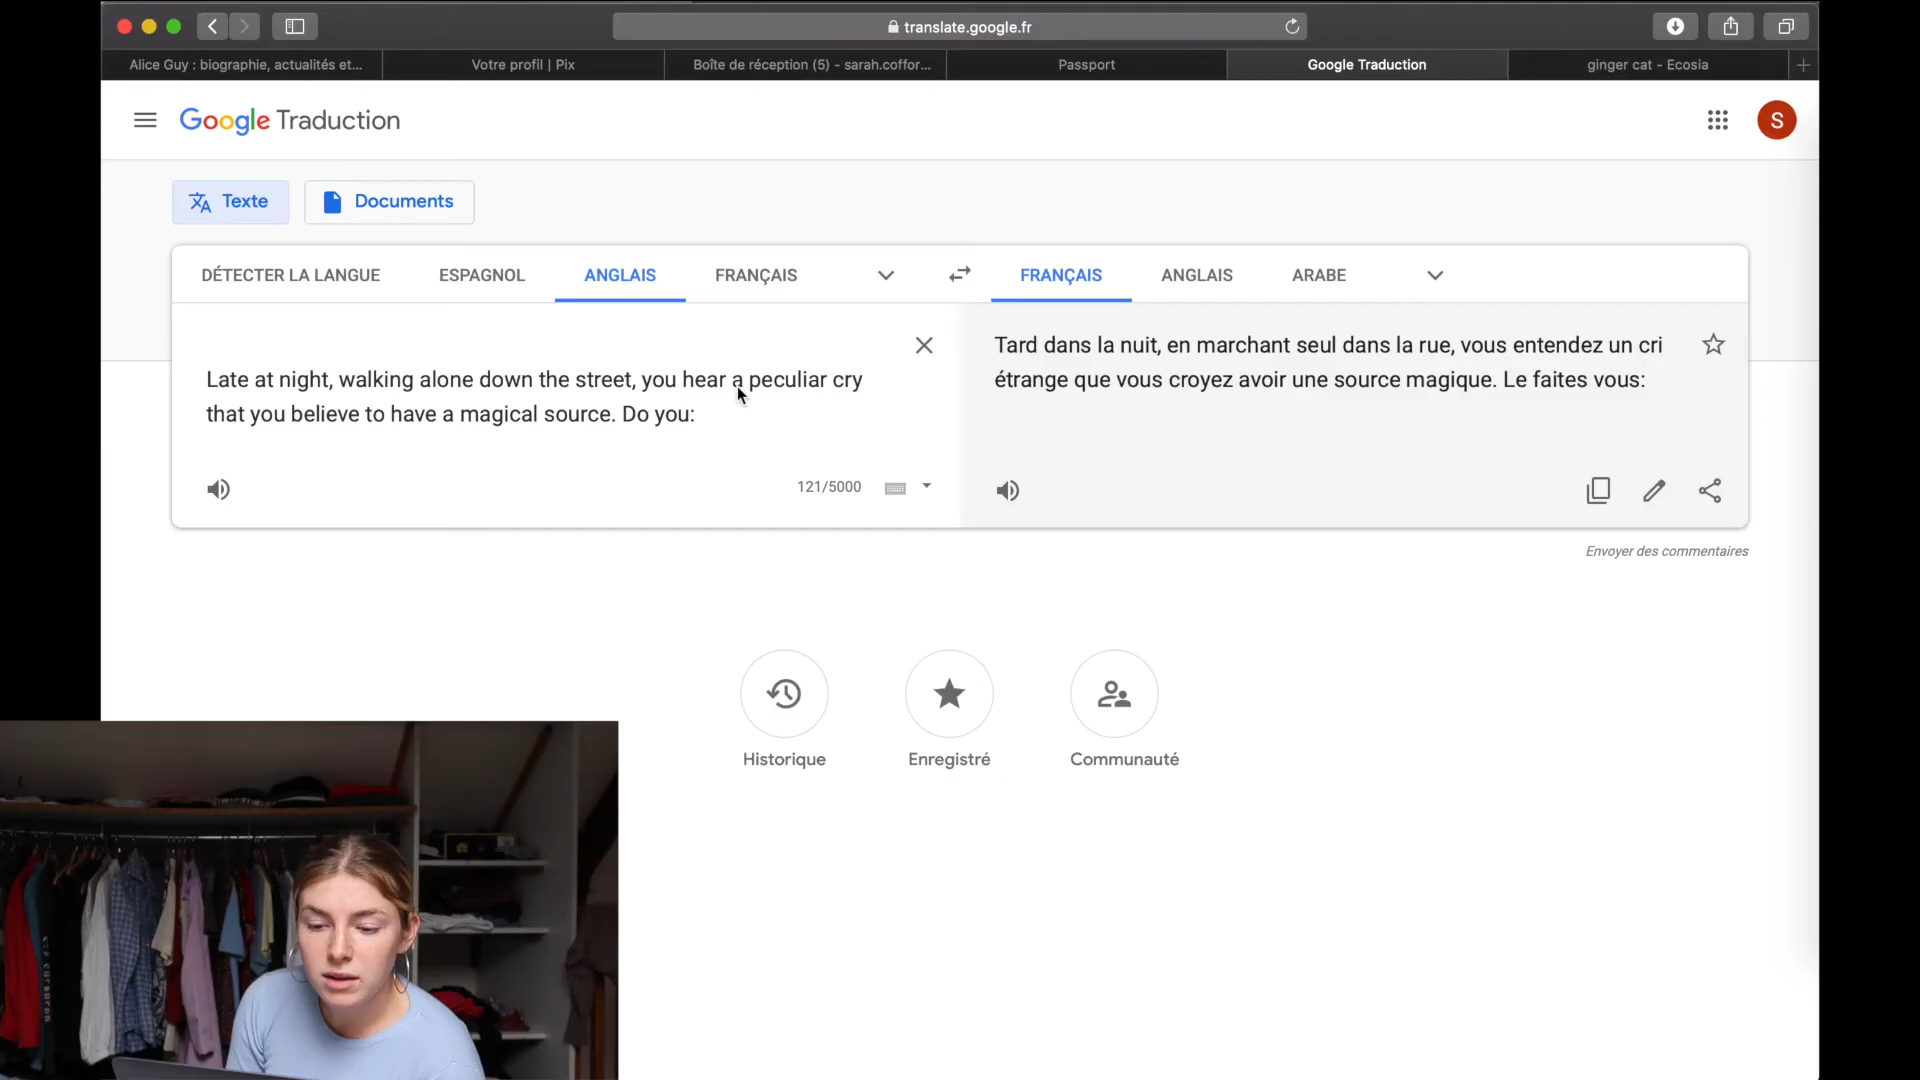 translate.google.fr
Alice Guy : biographie, actualités et...
Votre profil | Pix
Boîte de réception (5) - sarah.coffor...
Passport
Google Traduction
ginger cat - Ecosia
Google Traduction
S
Texte
Documents
DÉTECTER LA LANGUE
ESPAGNOL
ANGLAIS
FRANÇAIS
FRANÇAIS
ANGLAIS
ARABE
Late at night, walking alone down the street, you hear a peculiar cry
that you believe to have a magical source. Do you:
121/5000
Tard dans la nuit, en marchant seul dans la rue, vous entendez un cri
étrange que vous croyez avoir une source magique. Le faites vous:
Envoyer des commentaires
Historique
Enregistré
Communauté